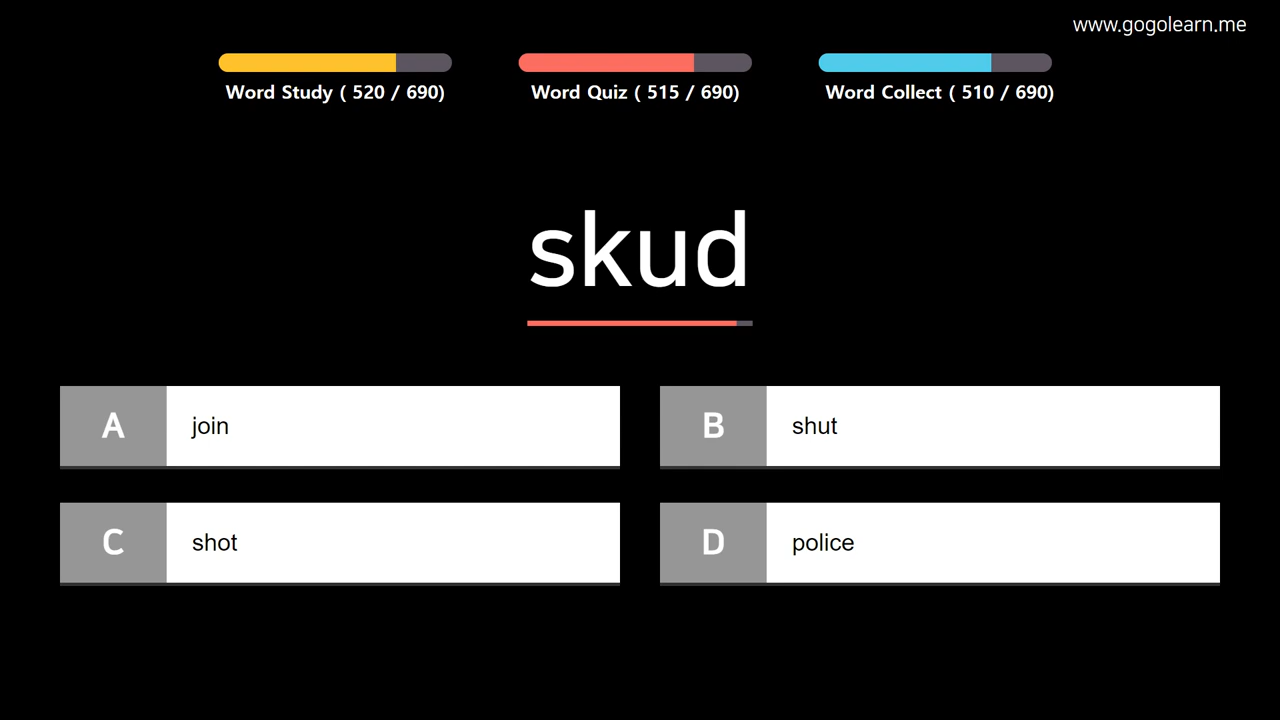 www.gogolearn.me
Word Study ( 520 / 690)
Word Quiz ( 515 / 690)
Word Collect ( 510 / 690)
skud
A join
B shut
C shot
D police